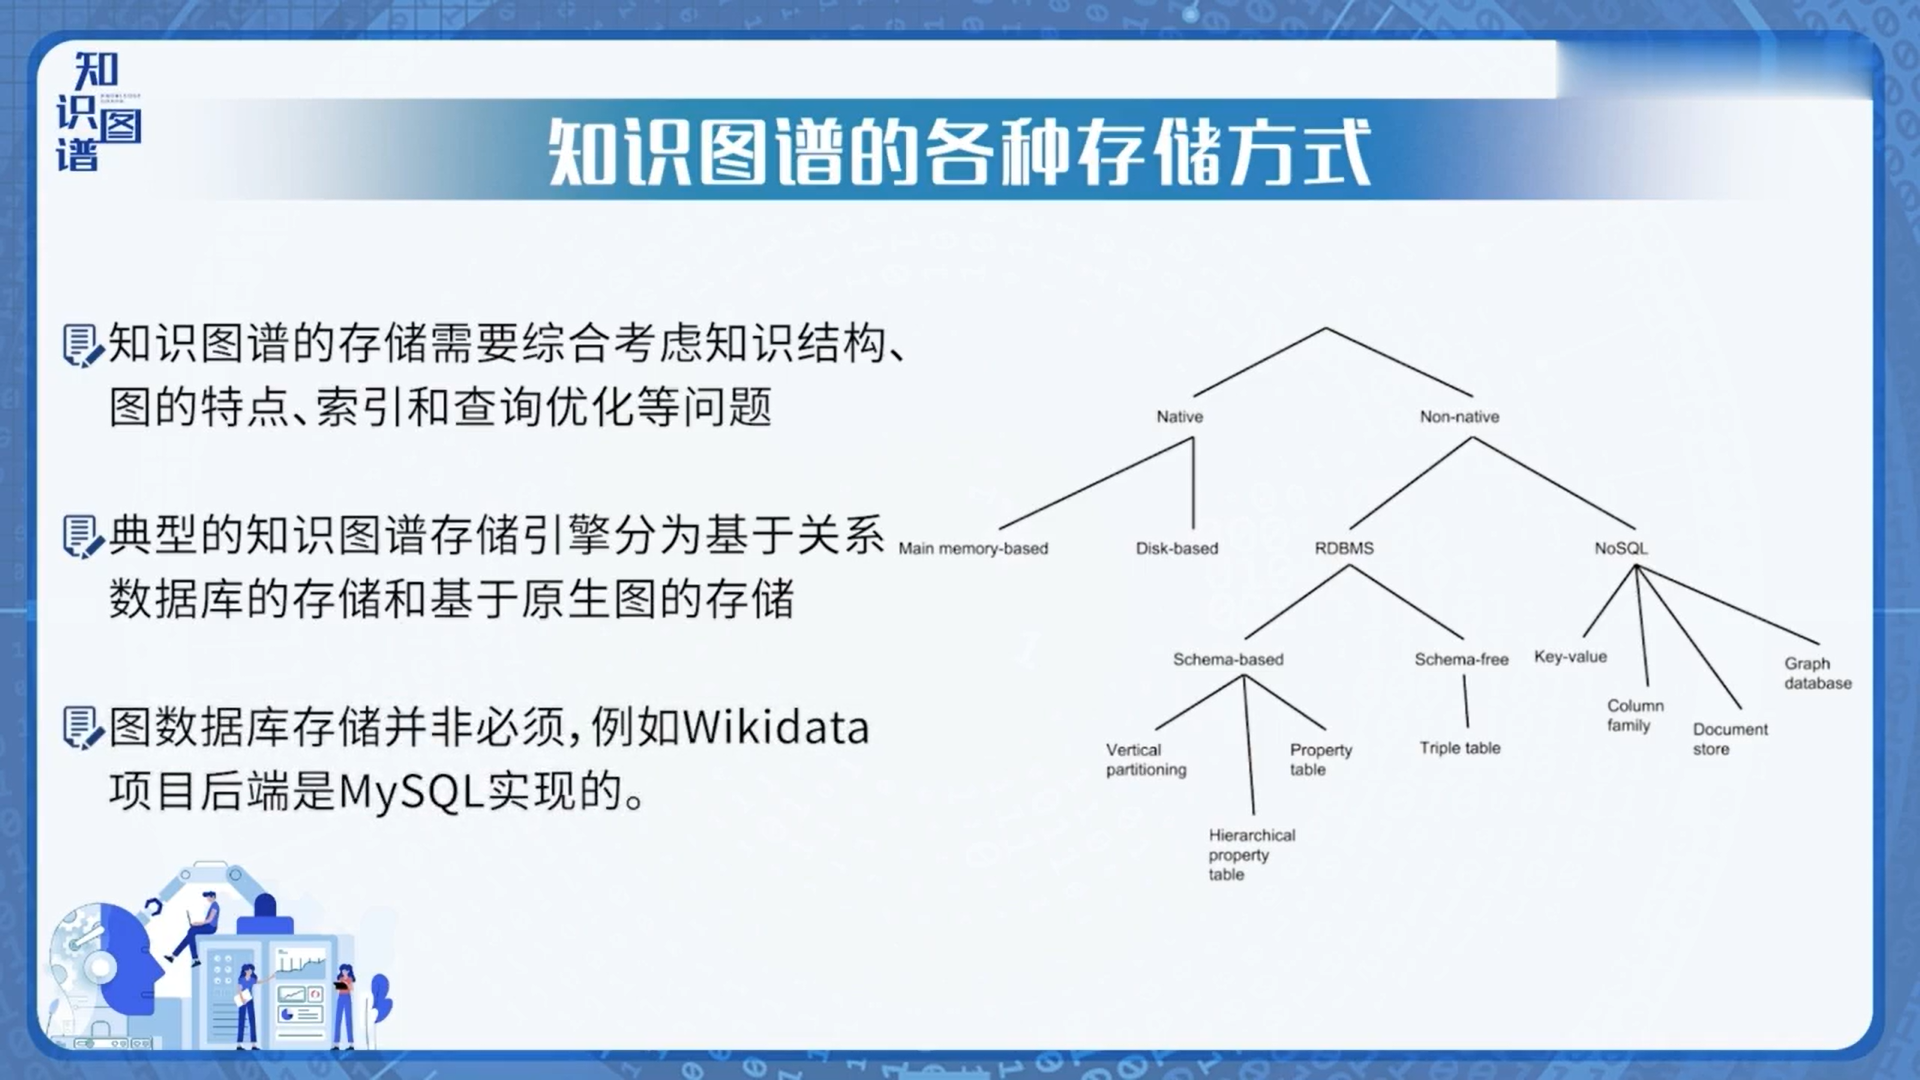 知识图谱
知识图谱的各种存储方式
知识图谱的存储需要综合考虑知识结构、
图的特点、索引和查询优化等问题
典型的知识图谱存储引擎分为基于关系
数据库的存储和基于原生图的存储
图数据库存储并非必须，例如Wikidata
项目后端是MySQL实现的。
Native
Non-native
Main memory-based
Disk-based
RDBMS
NoSQL
Schema-based
Schema-free
Key-value
Graph
database
Column
family
Document
store
Vertical
partitioning
Property
table
Triple table
Hierarchical
property
table